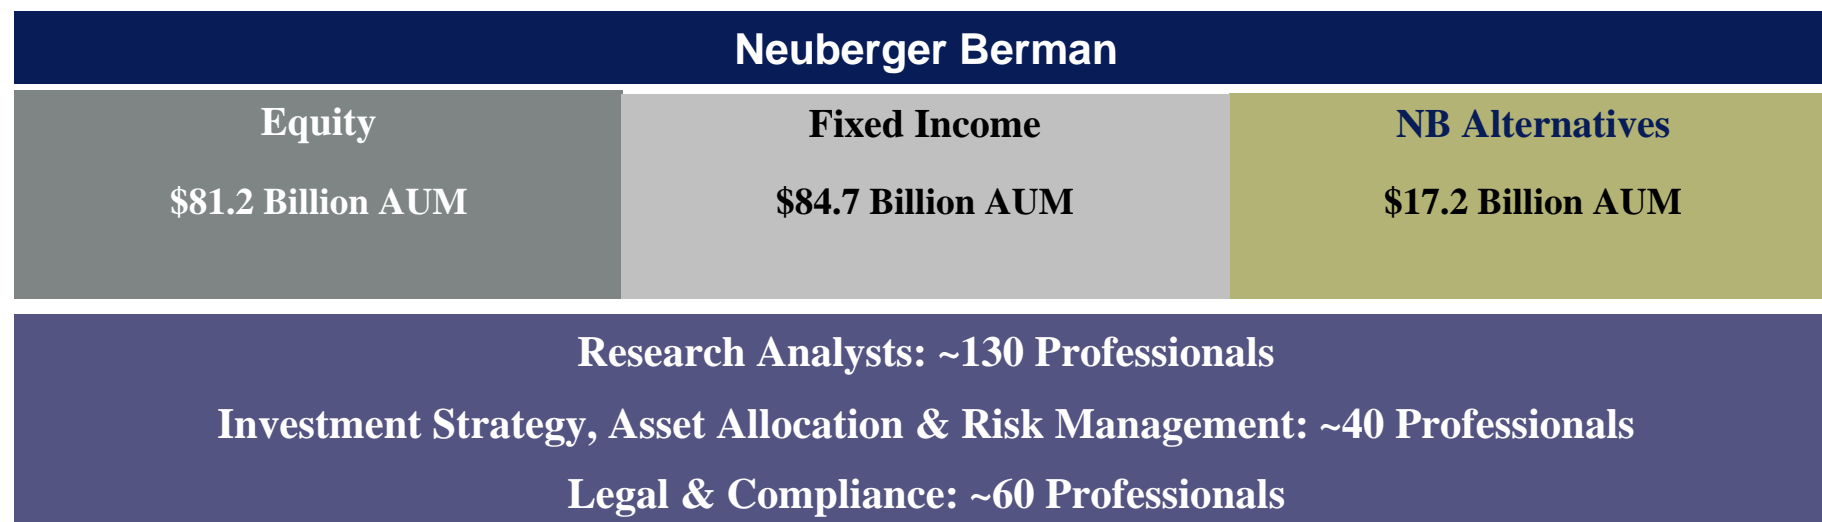 Neuberger Berman
Equity
Fixed Income
NB Alternatives
$81.2 Billion AUM
$84.7 Billion AUM
$17.2 Billion AUM
Research Analysts: ~130 Professionals
Investment Strategy, Asset Allocation & Risk Management: ~40 Professionals
Legal & Compliance: ~60 Professionals